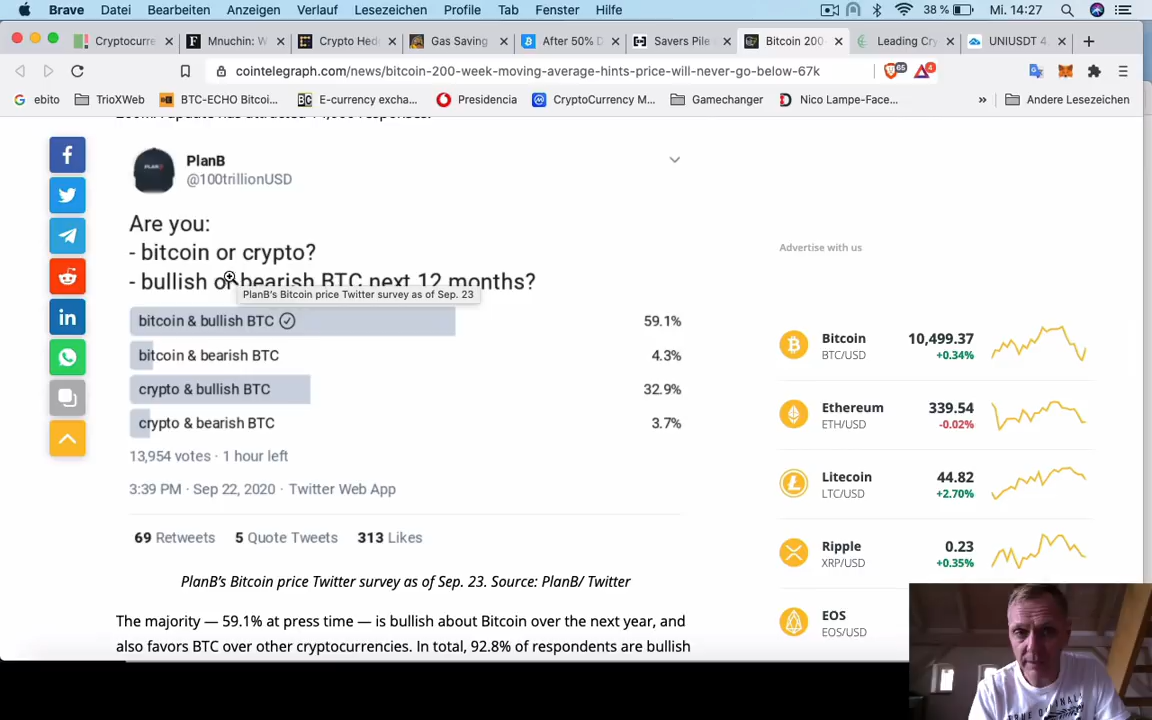 Brave Datei Bearbeiten Anzeigen Verlauf Lesezeichen Profile Tab Fenster Hilfe 38 % Mi. 14:27
Cryptocurre Mnuchin: W Crypto Hed Gas Saving After 50% D Savers Pile Bitcoin 200- Leading Cry UNIUSDT 4.
cointelegraph.com/news/bitcoin-200-week-moving-average-hints-price-will-never-go-below-67k 65 4
ebito TrioXWeb BTC-ECHO Bitcoi... E-currency excha... Presidencia CryptoCurrency M... Gamechanger Nico Lampe-Face... » Andere Lesezeichen
PlanB
@100trillionUSD
Are you:
- bitcoin or crypto?
- bullish or bearish BTC next 12 months?
PlanB's Bitcoin price Twitter survey as of Sep. 23
bitcoin & bullish BTC 59.1%
bitcoin & bearish BTC 4.3%
crypto & bullish BTC 32.9%
crypto & bearish BTC 3.7%
13,954 votes · 1 hour left
3:39 PM · Sep 22, 2020 · Twitter Web App
69 Retweets 5 Quote Tweets 313 Likes
PlanB's Bitcoin price Twitter survey as of Sep. 23. Source: PlanB/ Twitter
The majority — 59.1% at press time — is bullish about Bitcoin over the next year, and
also favors BTC over other cryptocurrencies. In total, 92.8% of respondents are bullish
Advertise with us
Bitcoin 10,499.37
BTC/USD +0.34%
Ethereum 339.54
ETH/USD -0.02%
Litecoin 44.82
LTC/USD +2.70%
Ripple 0.23
XRP/USD +0.35%
EOS
EOS/USD